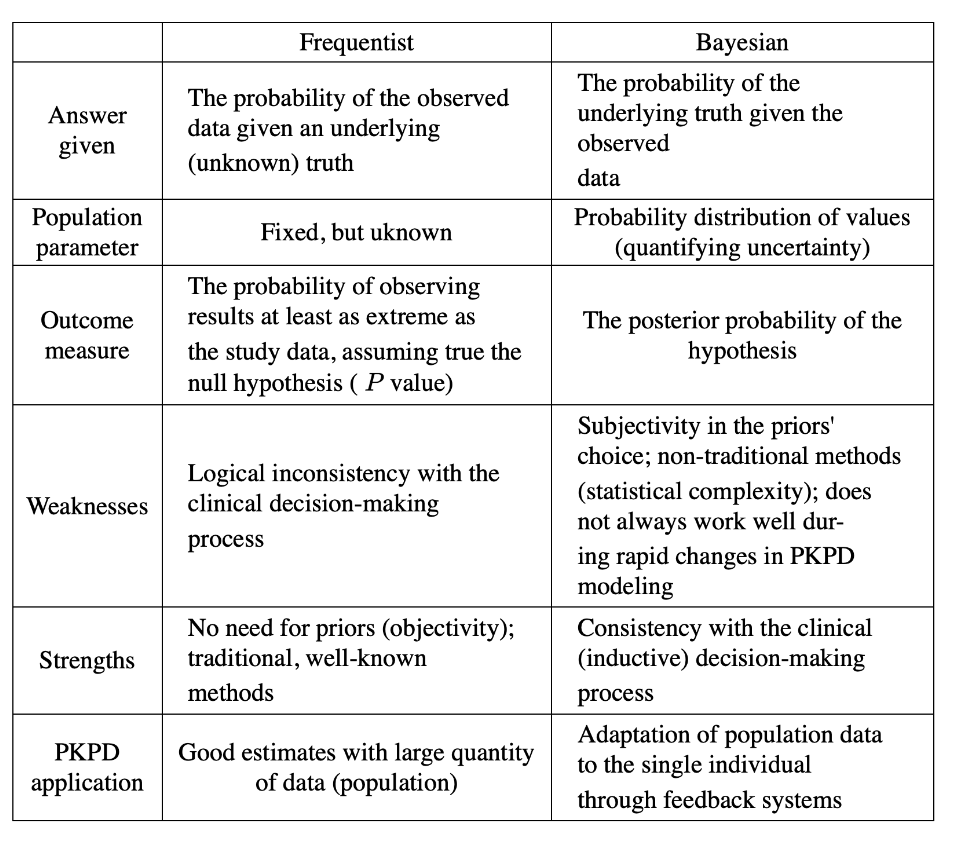 Frequentist
Bayesian
Answer
given
The probability of the observed
data given an underlying
(unknown) truth
The probability of the
underlying truth given the
observed
data
Population
parameter
Fixed, but uknown
Probability distribution of values
(quantifying uncertainty)
Outcome
measure
The probability of observing
results at least as extreme as
the study data, assuming true the
null hypothesis ( P value)
The posterior probability of the
hypothesis
Weaknesses
Logical inconsistency with the
clinical decision-making
process
Subjectivity in the priors'
choice; non-traditional methods
(statistical complexity); does
not always work well dur-
ing rapid changes in PKPD
modeling
Strengths
No need for priors (objectivity);
traditional, well-known
methods
Consistency with the clinical
(inductive) decision-making
process
PKPD
application
Good estimates with large quantity
of data (population)
Adaptation of population data
to the single individual
through feedback systems